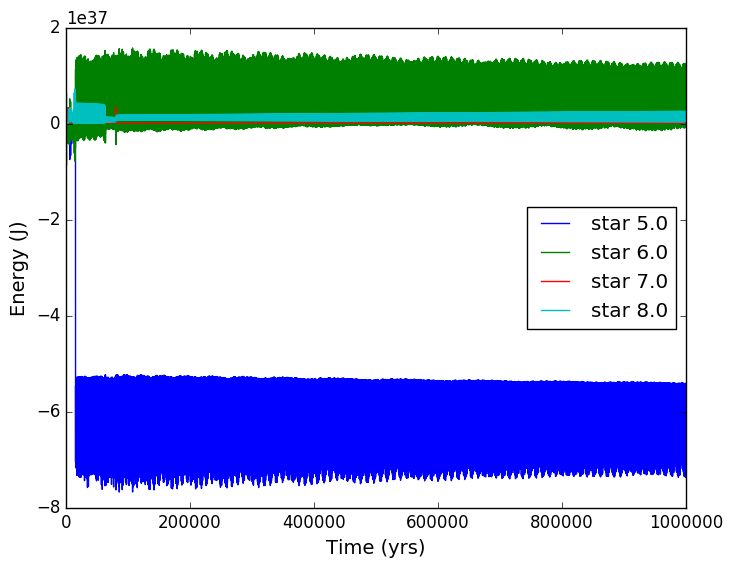 1e37
2
0
−2
−4
−6
−8
Energy (J)
star 5.0
star 6.0
star 7.0
star 8.0
0 200000 400000 600000 800000 1000000
Time (yrs)